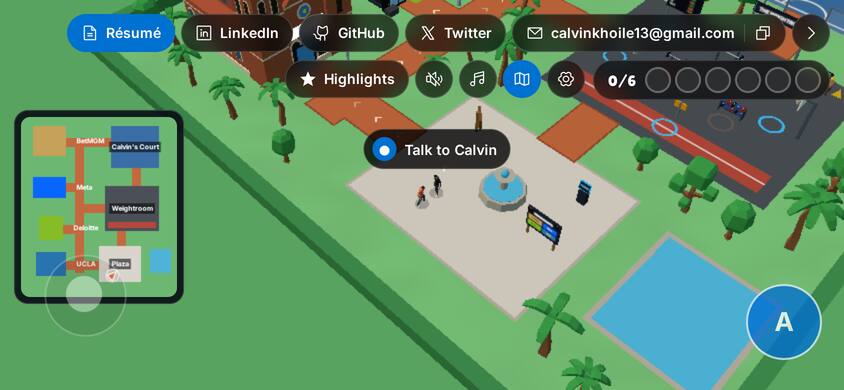 Résumé
LinkedIn
GitHub
Twitter
calvinkhoile13@gmail.com
Highlights
0/6
Talk to Calvin
BetMGM
Calvin's Court
Meta
Weightroom
Deloitte
UCLA
Plaza
A